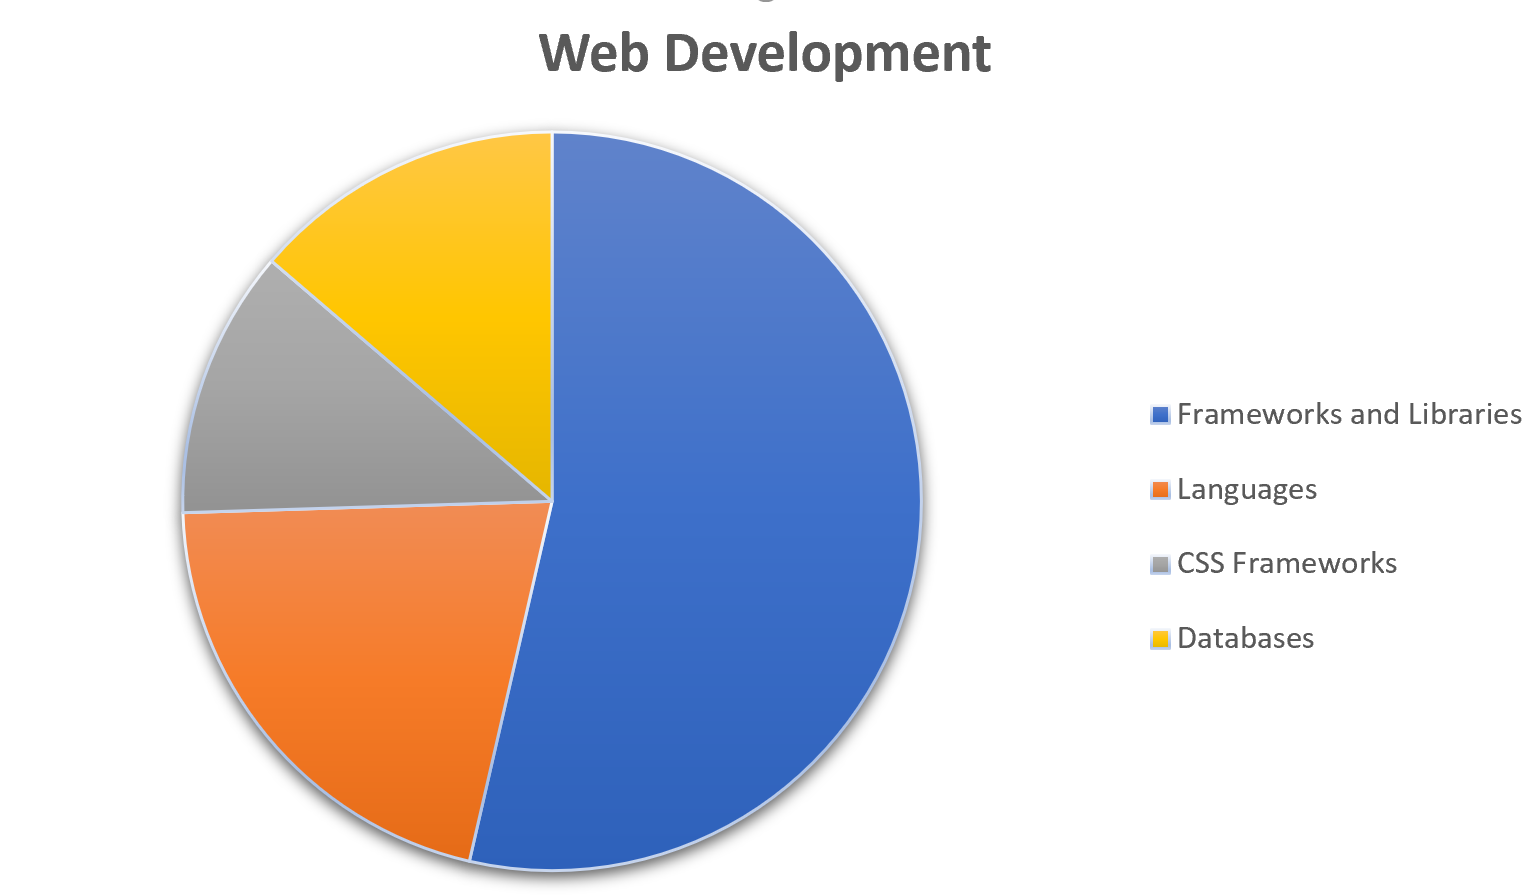 Web Development
Frameworks and Libraries
Languages
CSS Frameworks
Databases